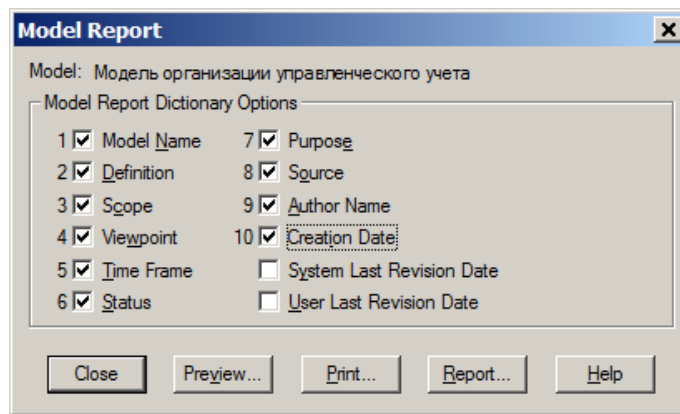 Model Report
Model: Модель организации управленческого учета
Model Report Dictionary Options
1 Model Name 7 Purpose
2 Definition 8 Source
3 Scope 9 Author Name
4 Viewpoint 10 Creation Date
5 Time Frame System Last Revision Date
6 Status User Last Revision Date
Close Preview... Print... Report... Help